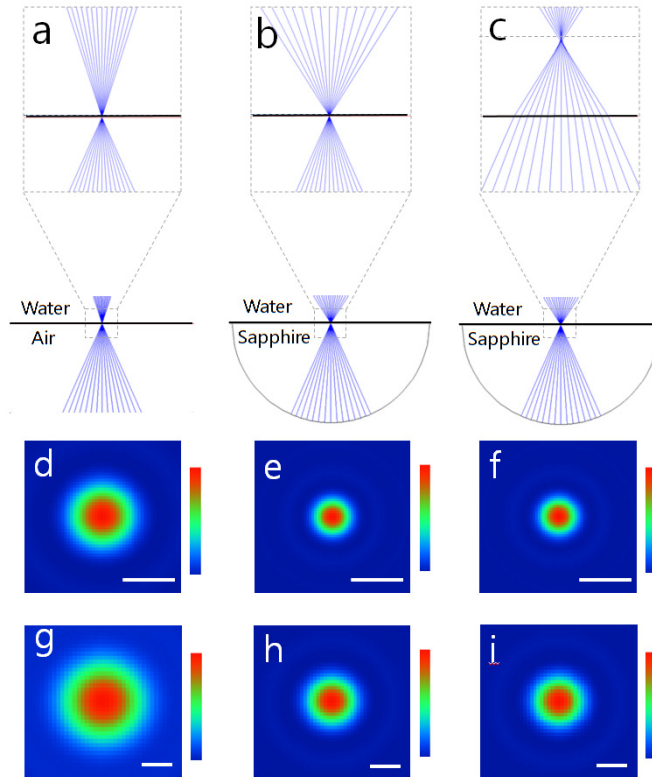 a b c
Water Water Water
Air Sapphire Sapphire
d e f
g h i